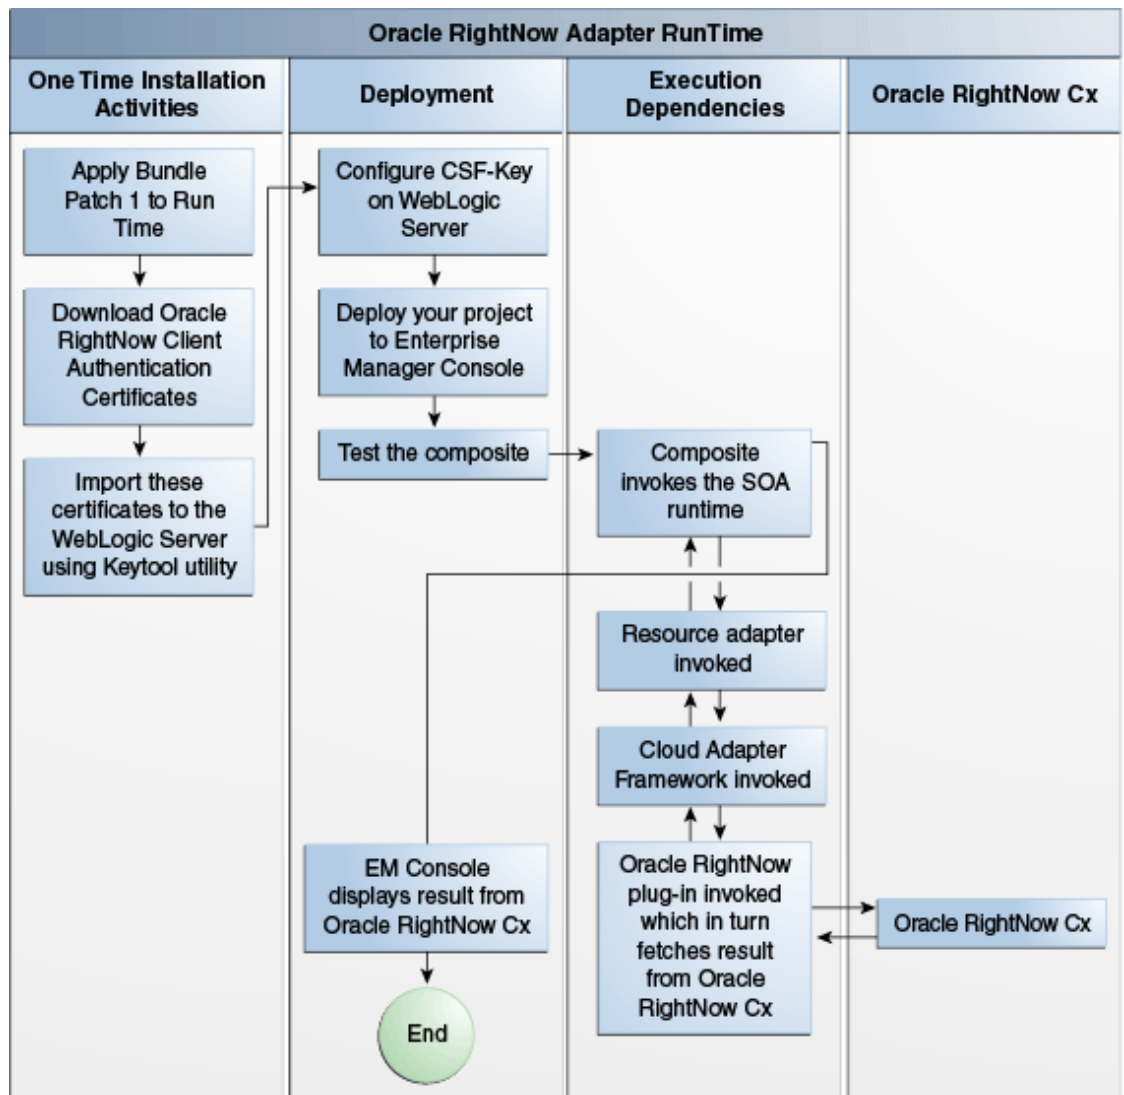 Oracle RightNow Adapter RunTime
One Time Installation
Activities
Deployment
Execution
Dependencies
Oracle RightNow Cx
Apply Bundle
Patch 1 to Run
Time
Download Oracle
RightNow Client
Authentication
Certificates
Import these
certificates to the
WebLogic Server
using Keytool utility
Configure CSF-Key
on WebLogic
Server
Deploy your project
to Enterprise
Manager Console
Test the composite
Composite
invokes the SOA
runtime
Resource adapter
invoked
Cloud Adapter
Framework invoked
Oracle RightNow
plug-in invoked
which in turn
fetches result
from Oracle
RightNow Cx
Oracle RightNow Cx
EM Console
displays result from
Oracle RightNow Cx
End